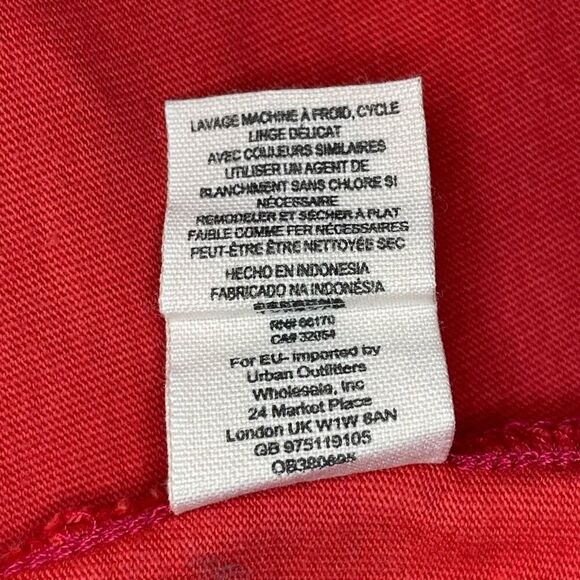 LAVAGE MACHINE À FROID, CYCLE
LINGE DÉLICAT
AVEC COULEURS SIMILAIRES
UTILISER UN AGENT DE
BLANCHIMENT SANS CHLORE SI
NÉCESSAIRE
REMODELER ET SÉCHER À PLAT
FAIBLE COMME FER NÉCESSAIRES
PEUT-ÊTRE ÊTRE NETTOYÉE SEC
HECHO EN INDONESIA
FABRICADO NA INDONÉSIA
RN# 66170
CA# 32054
For EU- imported by
Urban Outfitters
Wholesale, Inc
24 Market Place
London UK W1W 8AN
GB 975119105